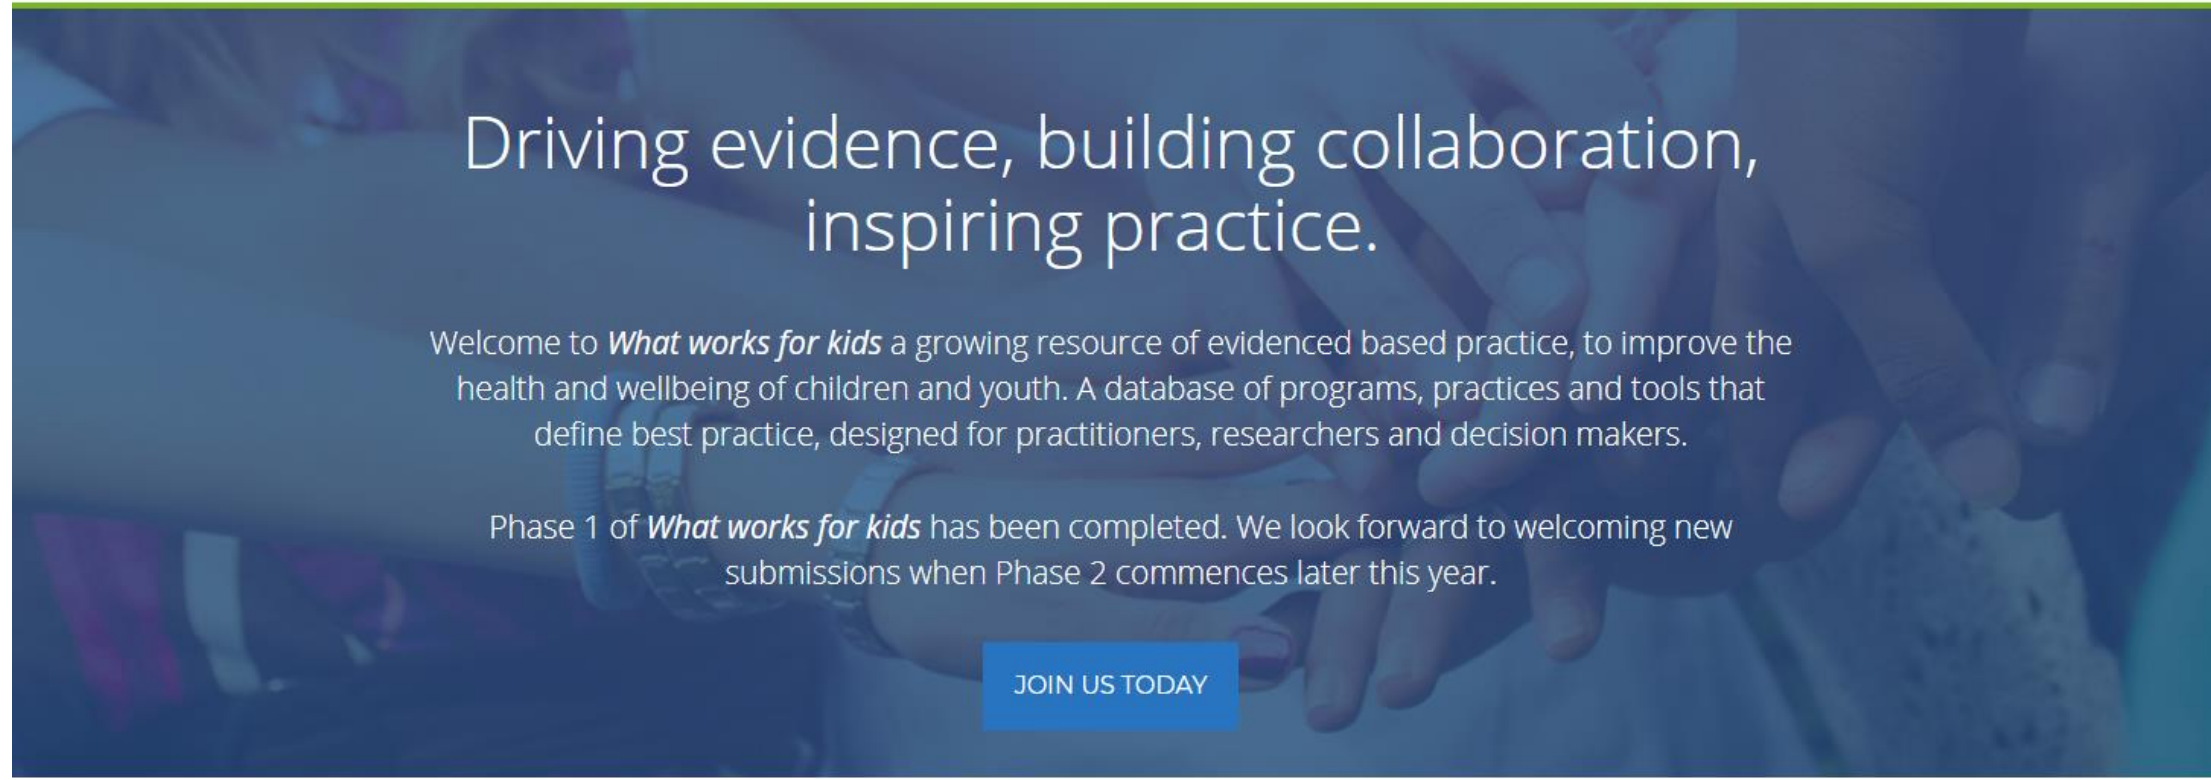 Driving evidence, building collaboration,
inspiring practice.
Welcome to What works for kids a growing resource of evidenced based practice, to improve the
health and wellbeing of children and youth. A database of programs, practices and tools that
define best practice, designed for practitioners, researchers and decision makers.
Phase 1 of What works for kids has been completed. We look forward to welcoming new
submissions when Phase 2 commences later this year.
JOIN US TODAY